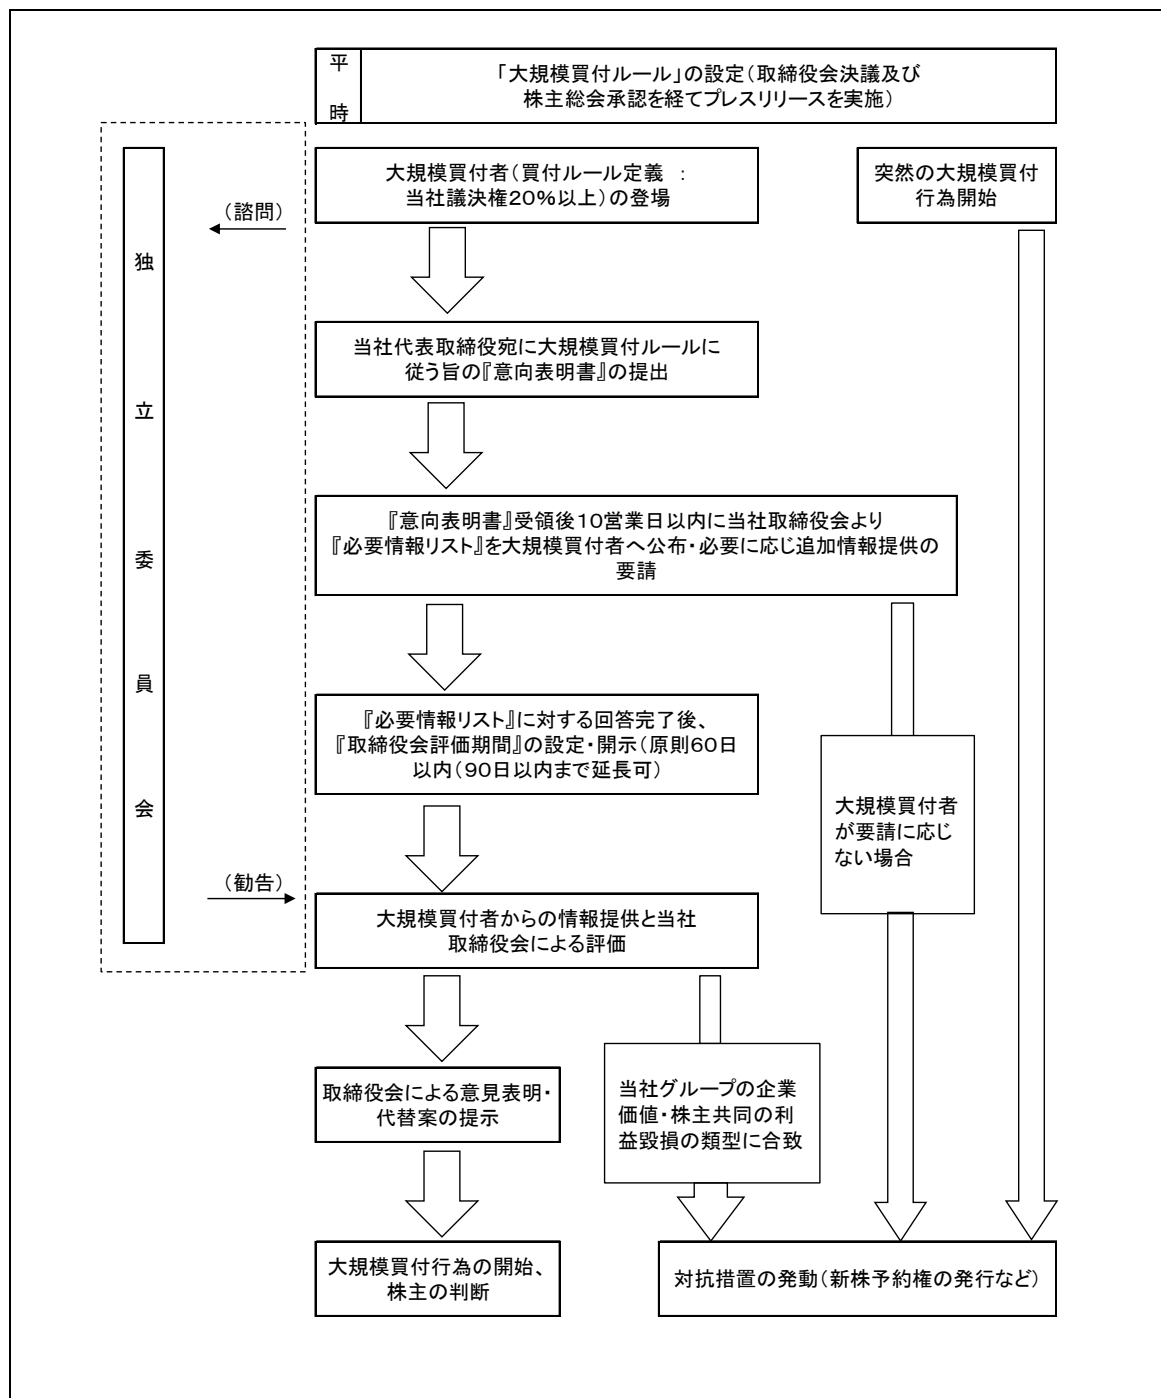 平
時
「大規模買付ルール」の設定(取締役会決議及び
株主総会承認を経てプレスリリースを実施)
大規模買付者(買付ルール定義 :
当社議決権20%以上)の登場
突然の大規模買付
行為開始
(諮問)
独
立
委
員
会
当社代表取締役宛に大規模買付ルールに
従う旨の『意向表明書』の提出
『意向表明書』受領後10営業日以内に当社取締役会より
『必要情報リスト』を大規模買付者へ公布・必要に応じ追加情報提供の
要請
『必要情報リスト』に対する回答完了後、
『取締役会評価期間』の設定・開示(原則60日
以内(90日以内まで延長可)
大規模買付者
が要請に応じ
ない場合
(勧告)
大規模買付者からの情報提供と当社
取締役会による評価
取締役会による意見表明・
代替案の提示
当社グループの企業
価値・株主共同の利
益毀損の類型に合致
大規模買付行為の開始、
株主の判断
対抗措置の発動(新株予約権の発行など)